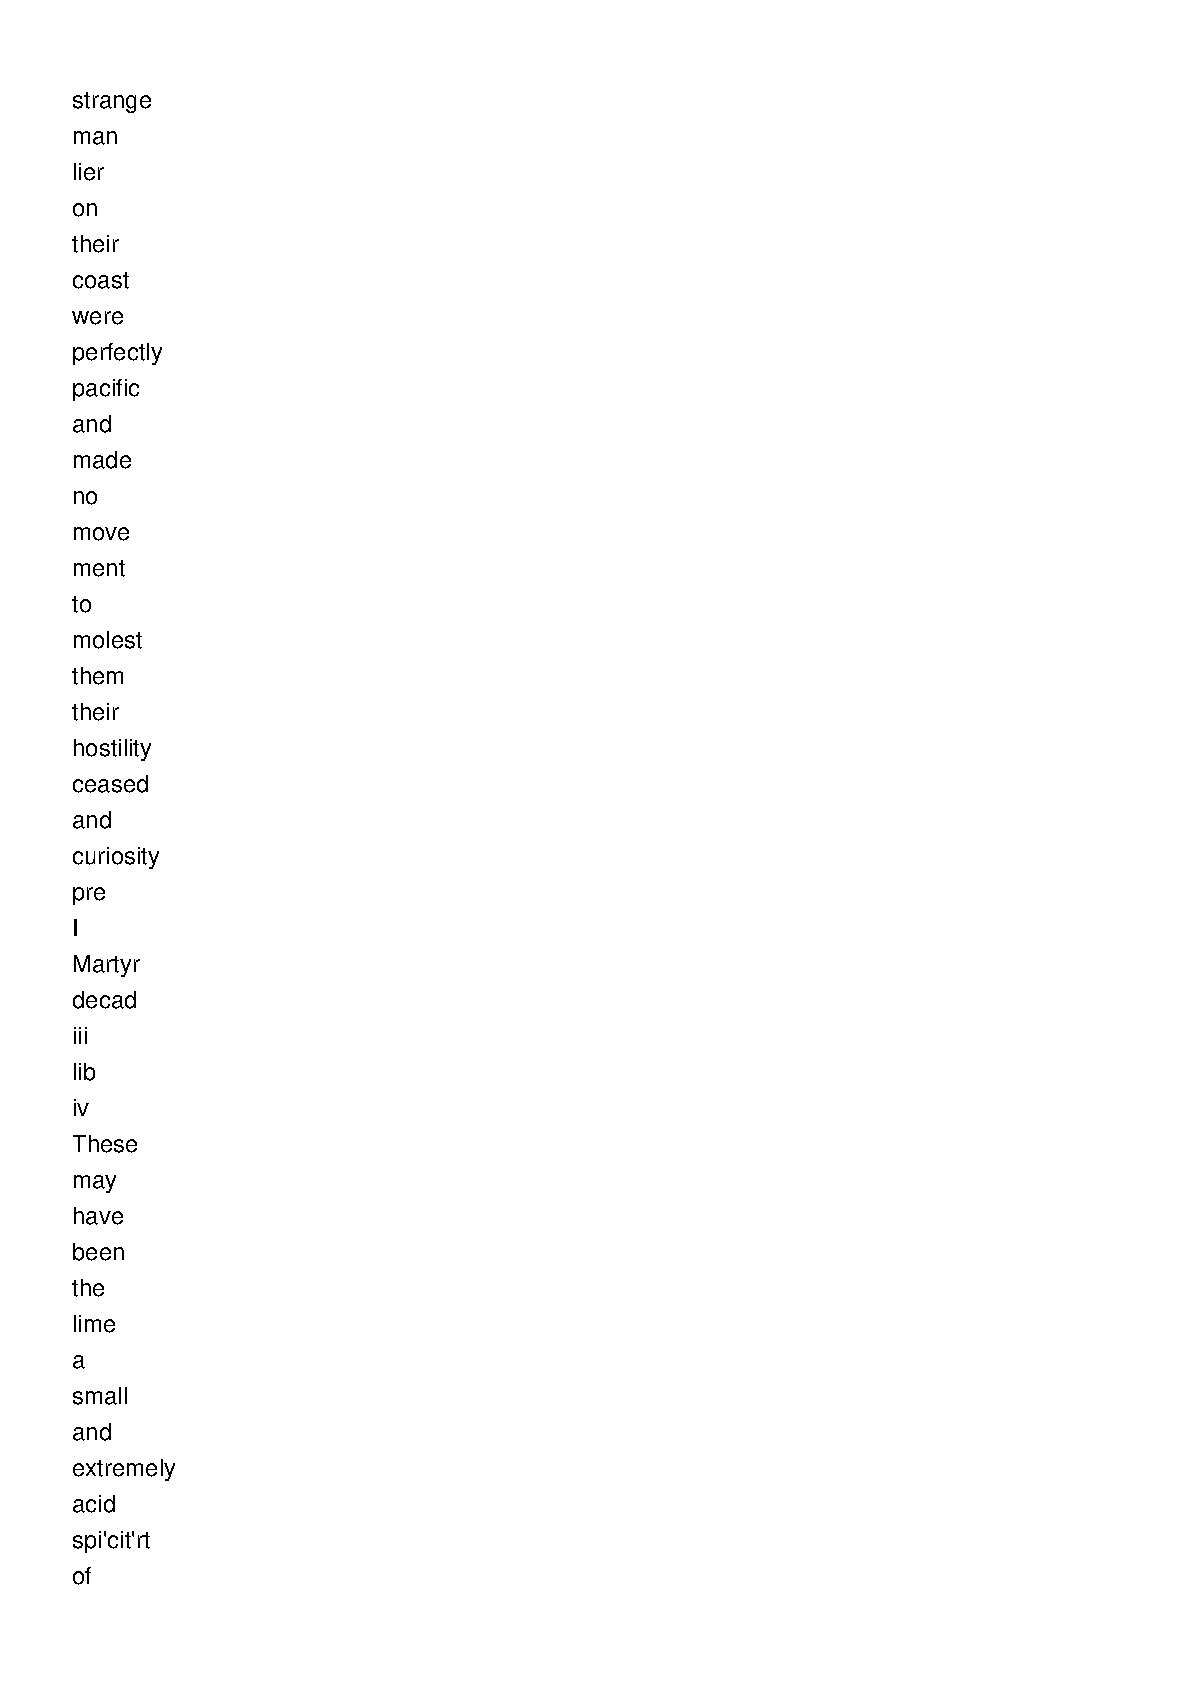 strange
man
lier
on
their
coast
were
perfectly
pacific
and
made
no
move
ment
to
molest
them
their
hostility
ceased
and
curiosity
pre
I
Martyr
decad
iii
lib
iv
These
may
have
been
the
lime
a
small
and
extremely
acid
spi'cit'rt
of